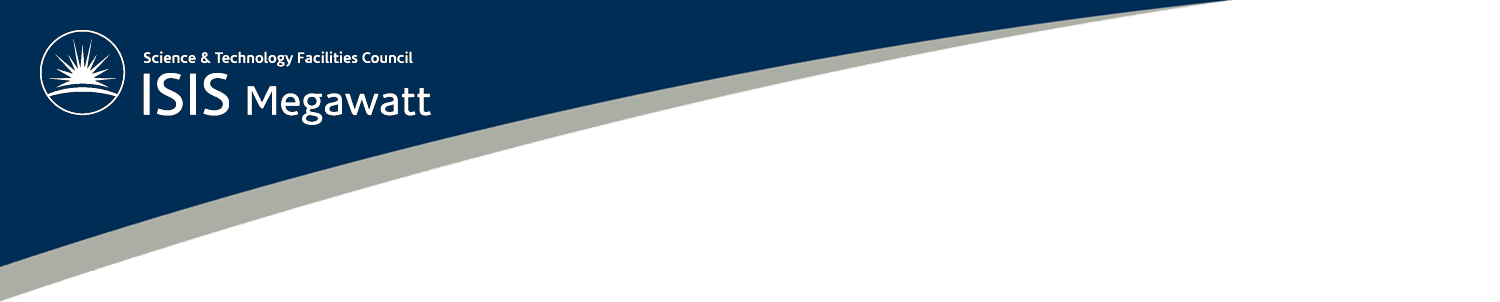 Science & Technology Facilities Council
ISIS Megawatt